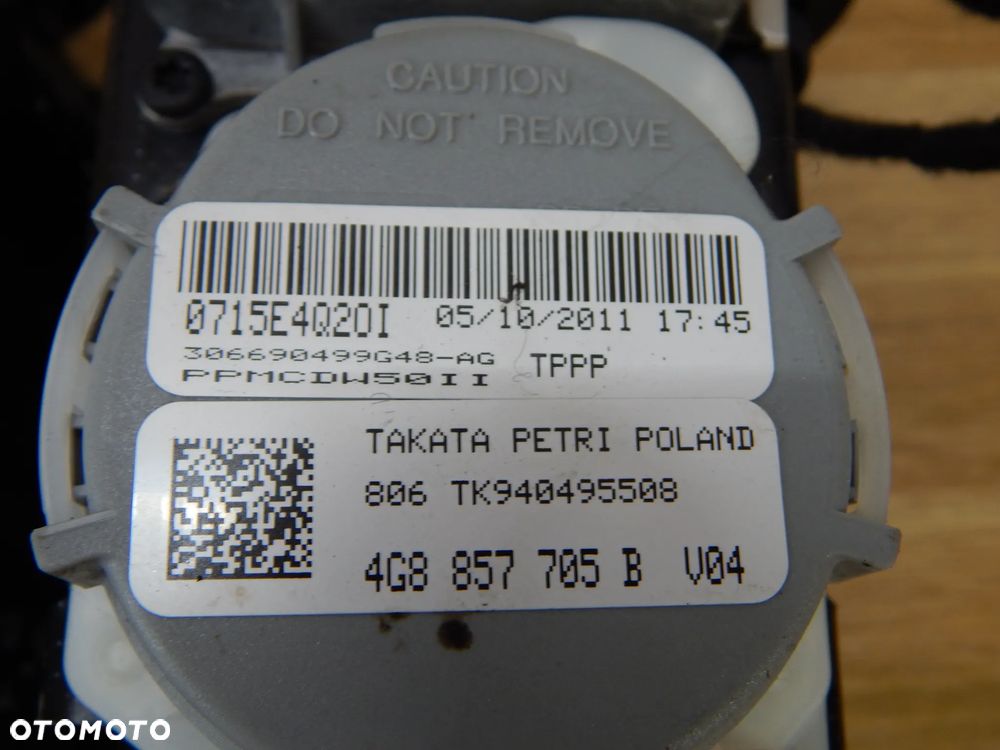 CAUTION
DO NOT REMOVE
0715E4Q20I 05/10/2011 17:45
306690499G48-AG TPPP
PPMCDW50II
TAKATA PETRI POLAND
806 TK940495508
4G8 857 705 B V04
OTOMOTO